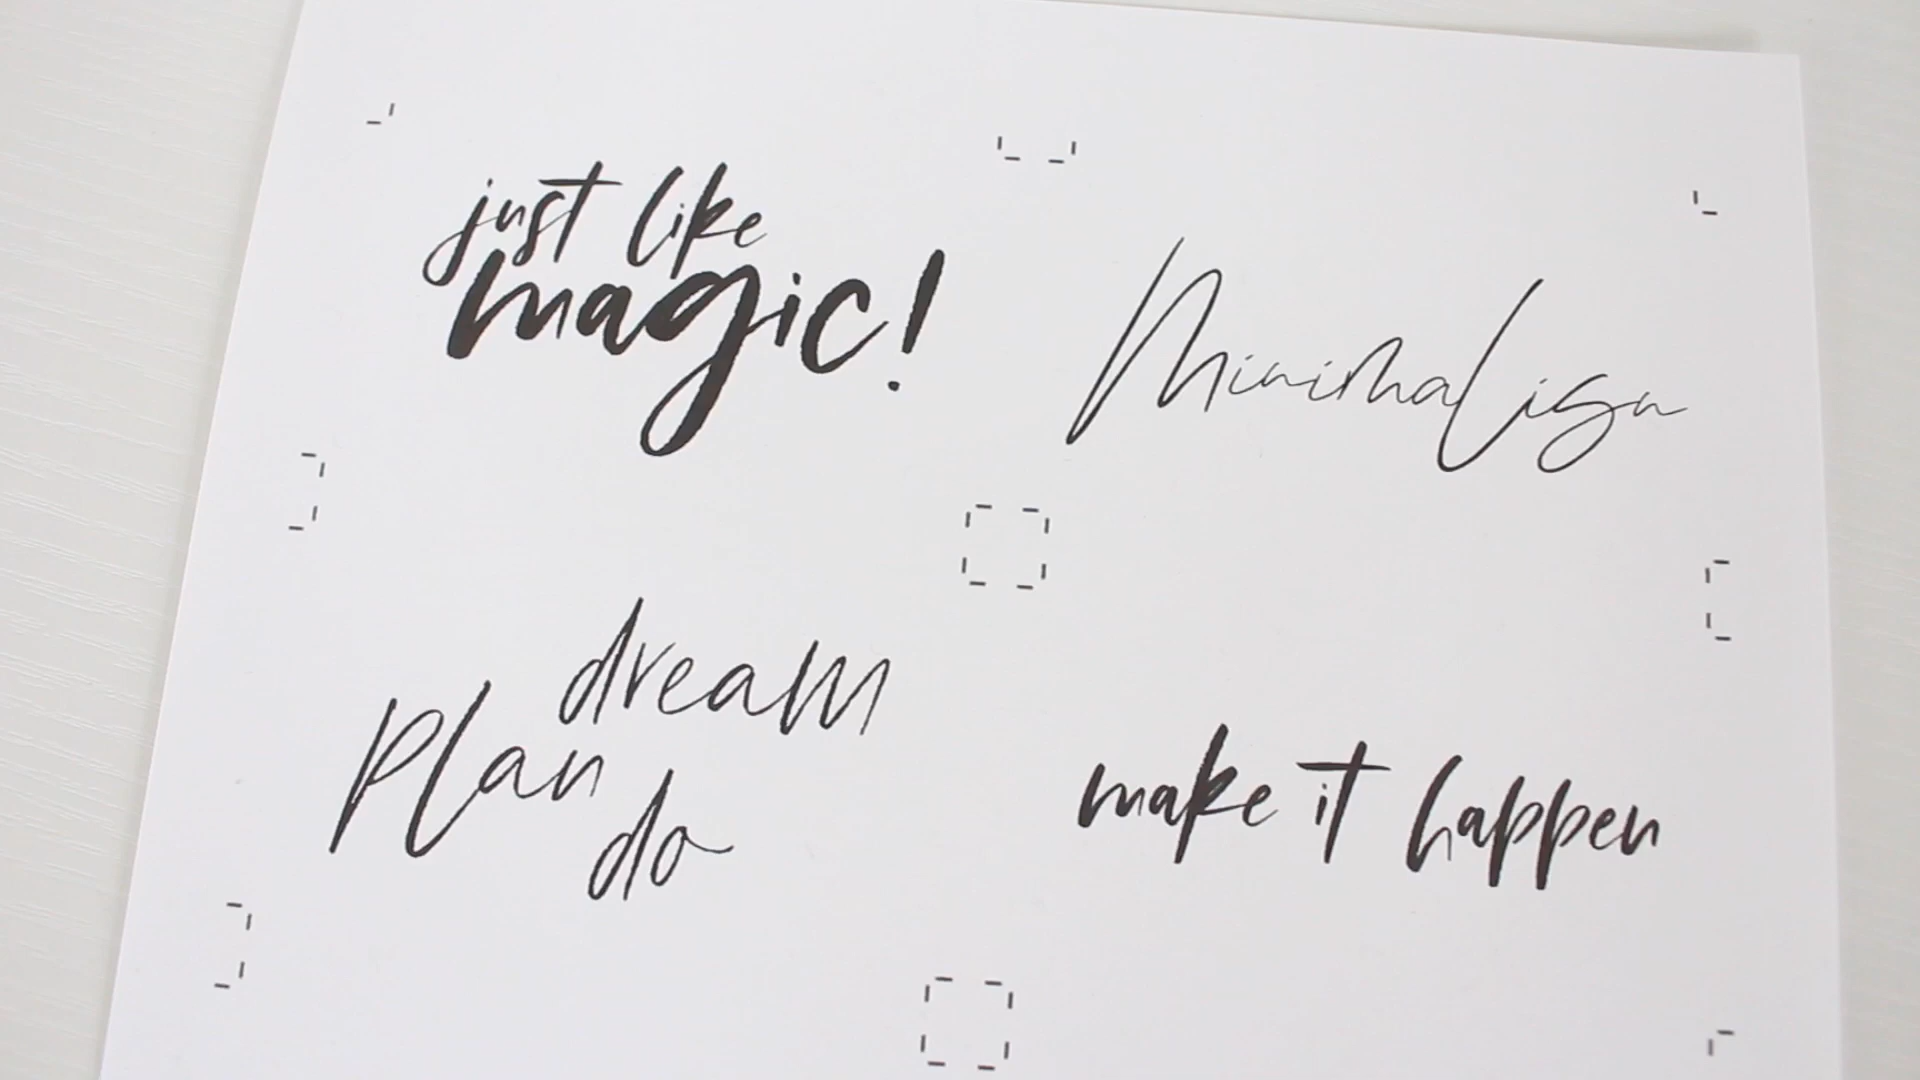 just like
magic!
Minimalism
dream
Plan
do
make it happen